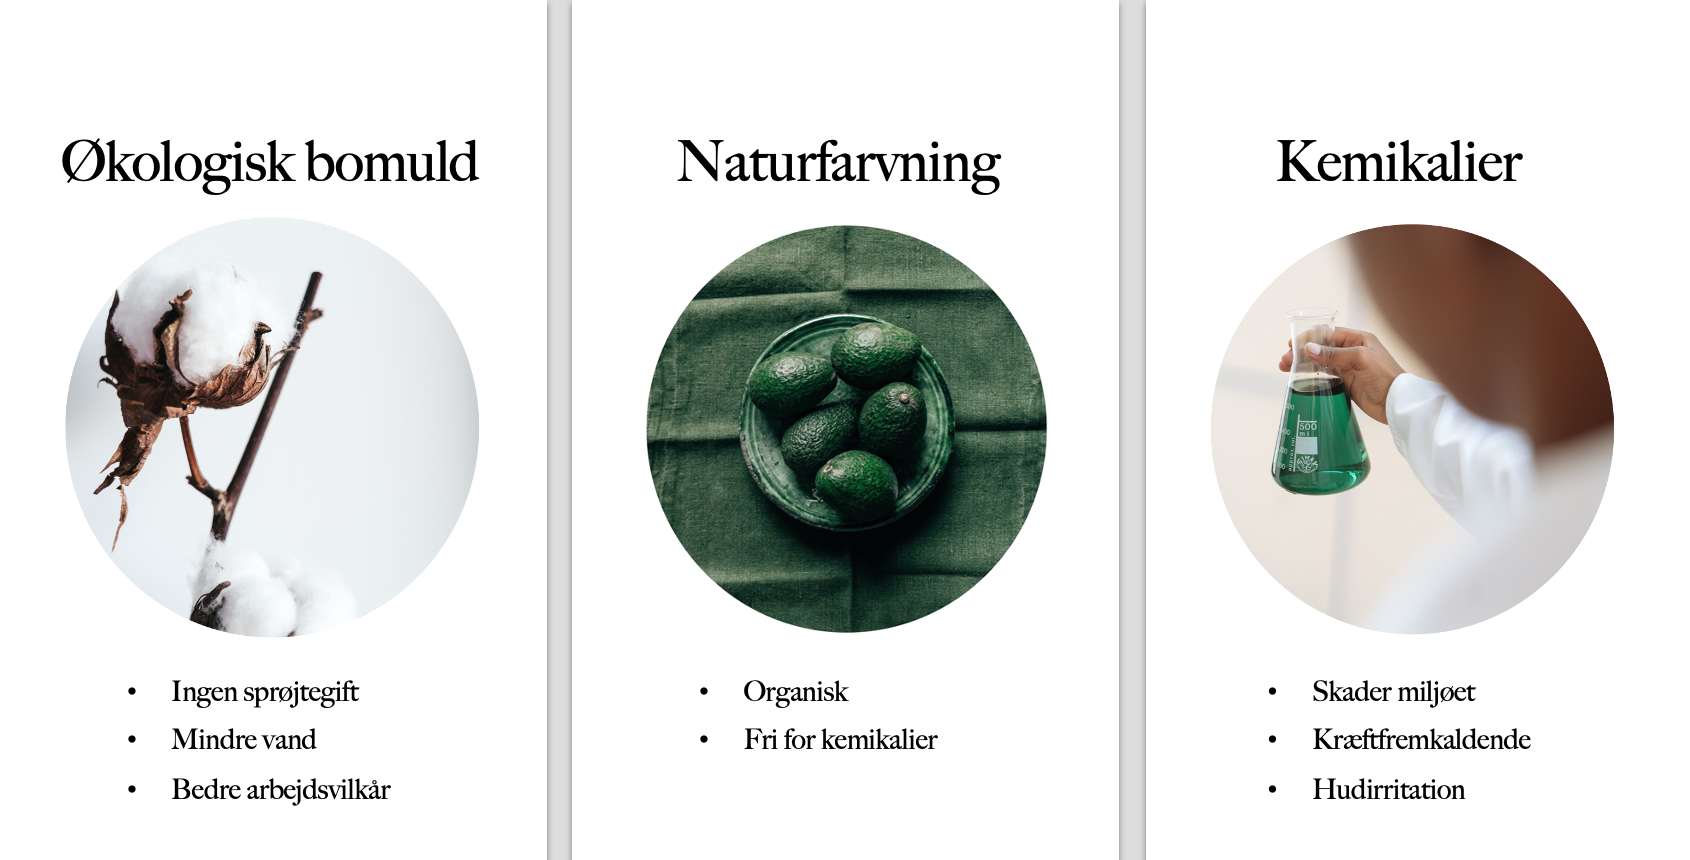 Økologisk bomuld
• Ingen sprøjtegift
• Mindre vand
• Bedre arbejdsvilkår
Naturfarvning
• Organisk
• Fri for kemikalier
Kemikalier
500
ml
• Skader miljøet
• Kræftfremkaldende
• Hudirritation